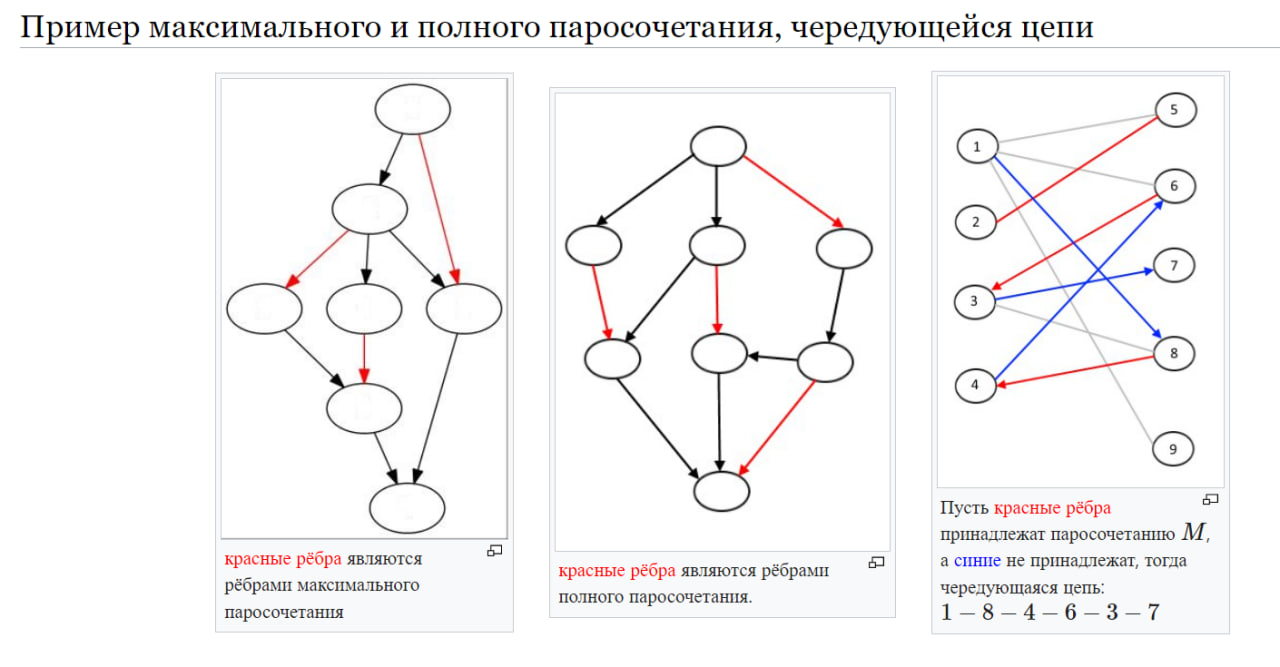 Пример максимального и полного паросочетания, чередующейся цепи
красные рёбра являются
рёбрами максимального
паросочетания
красные рёбра являются рёбрами
полного паросочетания.
1
2
3
4
5
6
7
8
9
Пусть красные рёбра
принадлежат паросочетанию M,
а синие не принадлежат, тогда
чередующаяся цепь:
1 – 8 – 4 – 6 – 3 – 7